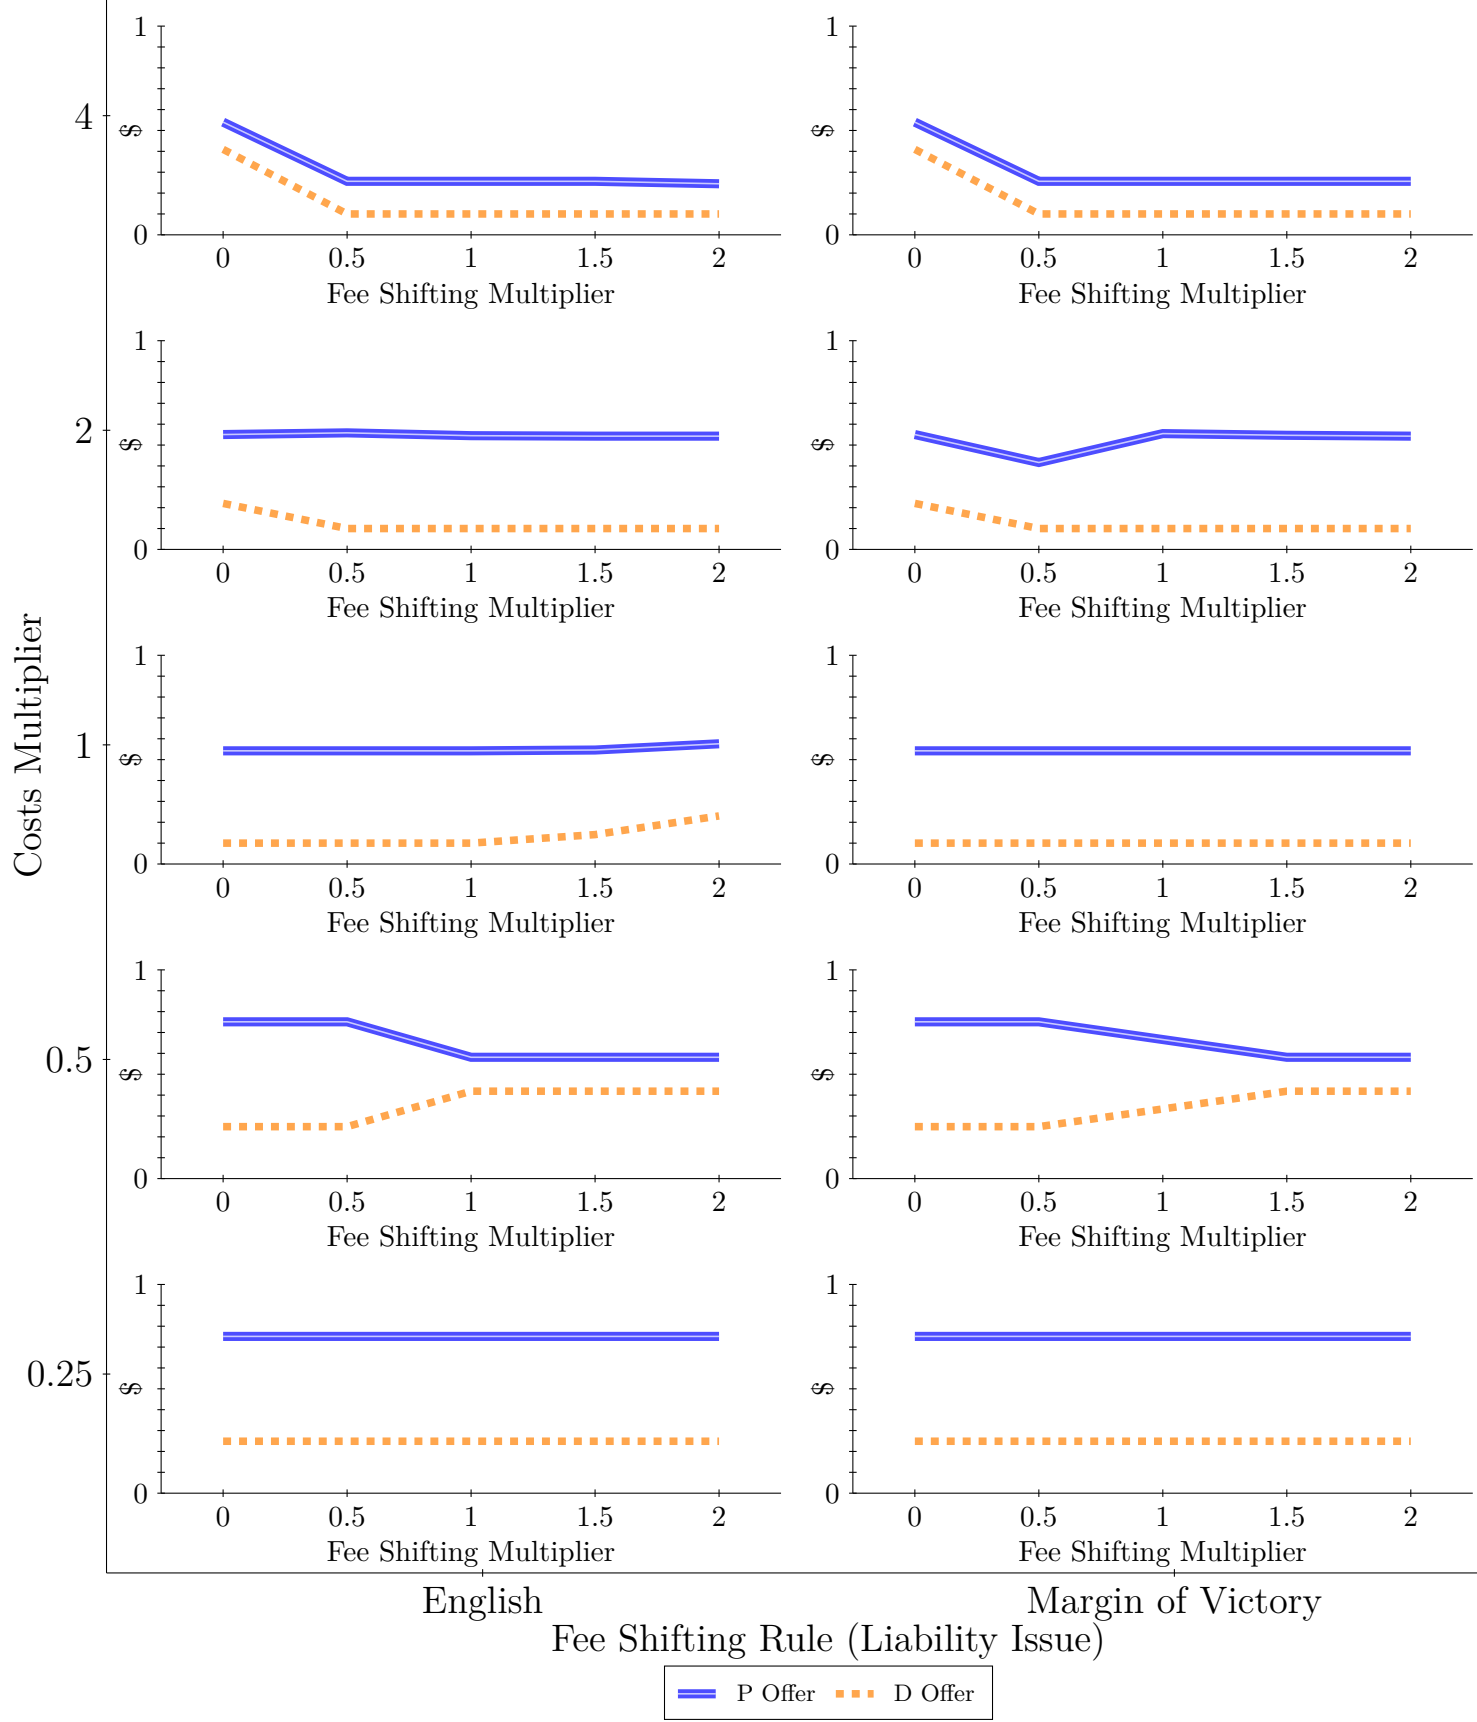 1
$
4
0
0 0.5 1 1.5 2
Fee Shifting Multiplier
1
$
0
0 0.5 1 1.5 2
Fee Shifting Multiplier
1
$
2
0
0 0.5 1 1.5 2
Fee Shifting Multiplier
1
$
0
0 0.5 1 1.5 2
Fee Shifting Multiplier
Costs Multiplier
1
$
1
0
0 0.5 1 1.5 2
Fee Shifting Multiplier
1
$
0
0 0.5 1 1.5 2
Fee Shifting Multiplier
1
$
0.5
0
0 0.5 1 1.5 2
Fee Shifting Multiplier
1
$
0
0 0.5 1 1.5 2
Fee Shifting Multiplier
1
$
0.25
0
0 0.5 1 1.5 2
Fee Shifting Multiplier
1
$
0
0 0.5 1 1.5 2
Fee Shifting Multiplier
English
Margin of Victory
Fee Shifting Rule (Liability Issue)
P Offer
D Offer